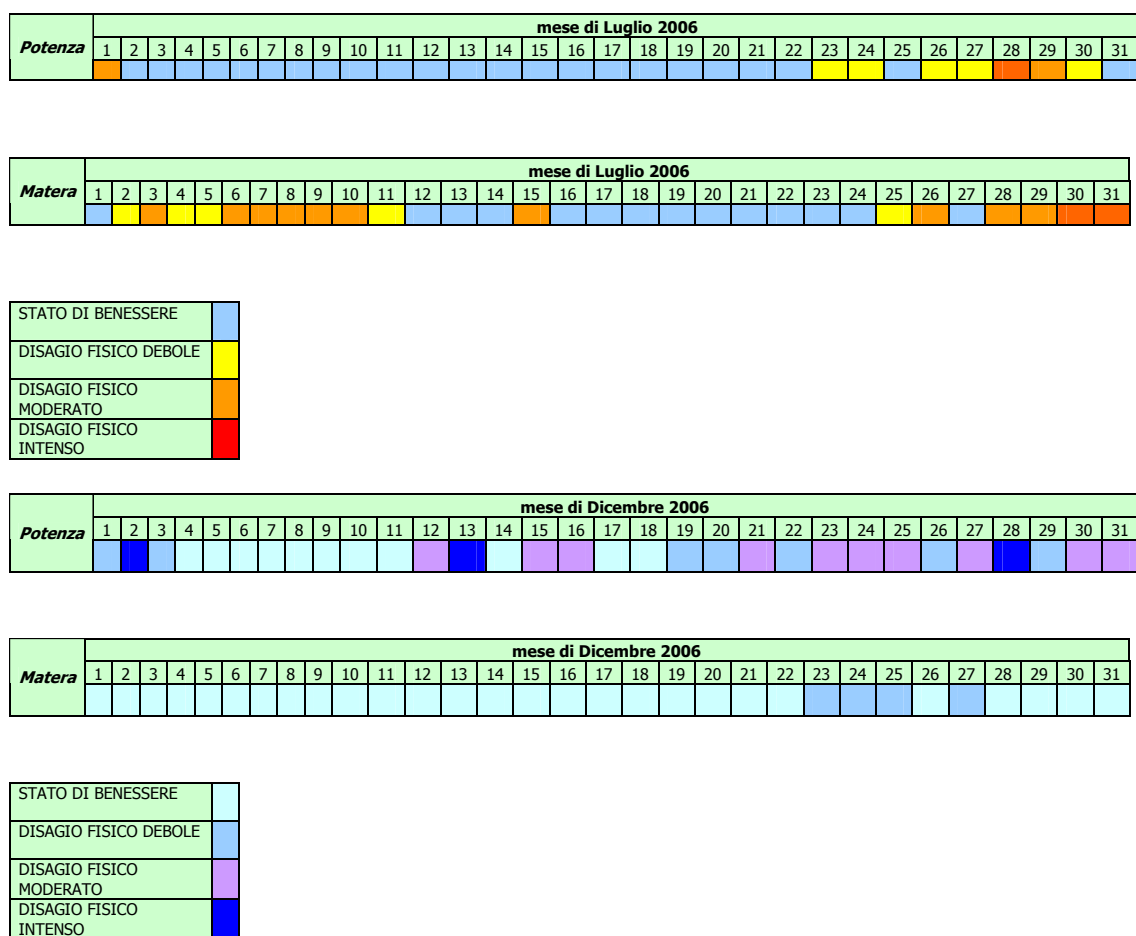 mese di Luglio 2006
Potenza 1 2 3 4 5 6 7 8 9 10 11 12 13 14 15 16 17 18 19 20 21 22 23 24 25 26 27 28 29 30 31
mese di Luglio 2006
Matera 1 2 3 4 5 6 7 8 9 10 11 12 13 14 15 16 17 18 19 20 21 22 23 24 25 26 27 28 29 30 31
STATO DI BENESSERE
DISAGIO FISICO DEBOLE
DISAGIO FISICO
MODERATO
DISAGIO FISICO
INTENSO
mese di Dicembre 2006
Potenza 1 2 3 4 5 6 7 8 9 10 11 12 13 14 15 16 17 18 19 20 21 22 23 24 25 26 27 28 29 30 31
mese di Dicembre 2006
Matera 1 2 3 4 5 6 7 8 9 10 11 12 13 14 15 16 17 18 19 20 21 22 23 24 25 26 27 28 29 30 31
STATO DI BENESSERE
DISAGIO FISICO DEBOLE
DISAGIO FISICO
MODERATO
DISAGIO FISICO
INTENSO